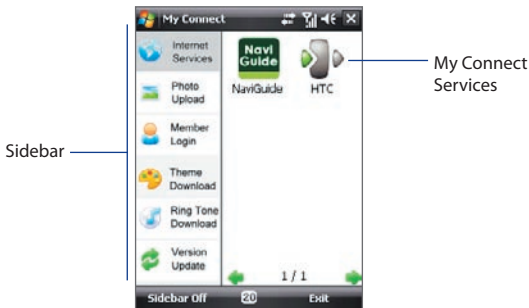 My Connect
Internet
Services
Photo
Upload
Member
Login
Theme
Download
Ring Tone
Download
Version
Update
Navi
Guide
NaviGuide
HTC
1 / 1
Sidebar Off
20
Exit
Sidebar
My Connect
Services